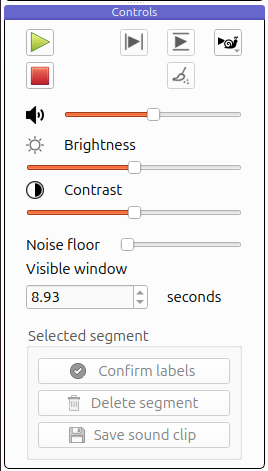 Controls
Brightness
Contrast
Noise floor
Visible window
8.93 seconds
Selected segment
Confirm labels
Delete segment
Save sound clip